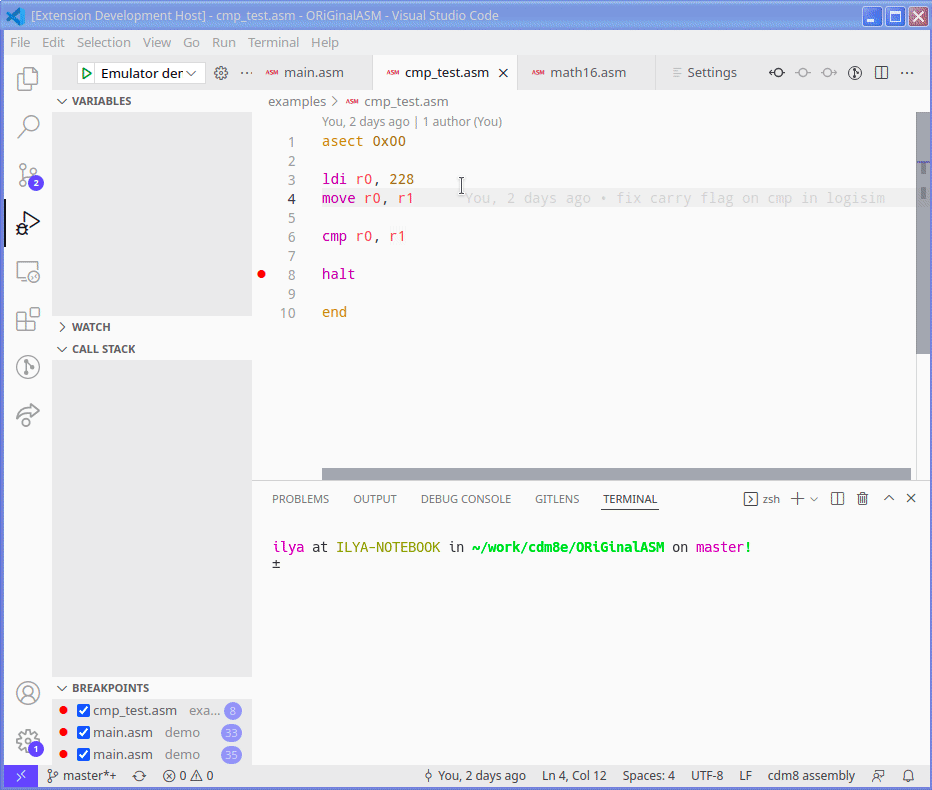 [Extension Development Host] - cmp_test.asm - ORiGinalASM - Visual Studio Code
File Edit Selection View Go Run Terminal Help
Emulator der
ASM main.asm
ASM cmp_test.asm
ASM math16.asm
Settings
VARIABLES
examples > ASM cmp_test.asm
You, 2 days ago | 1 author (You)
1 asect 0x00
2
3 ldi r0, 228
4 move r0, r1 You, 2 days ago • fix carry flag on cmp in logisim
5
6 cmp r0, r1
7
8 halt
9
10 end
2
WATCH
CALL STACK
PROBLEMS OUTPUT DEBUG CONSOLE GITLENS TERMINAL zsh
ilya at ILYA-NOTEBOOK in ~/work/cdm8e/ORiGinalASM on master!
±
BREAKPOINTS
cmp_test.asm exa... 8
main.asm demo 33
main.asm demo 35
1
master*+ 0 0 You, 2 days ago Ln 4, Col 12 Spaces: 4 UTF-8 LF cdm8 assembly